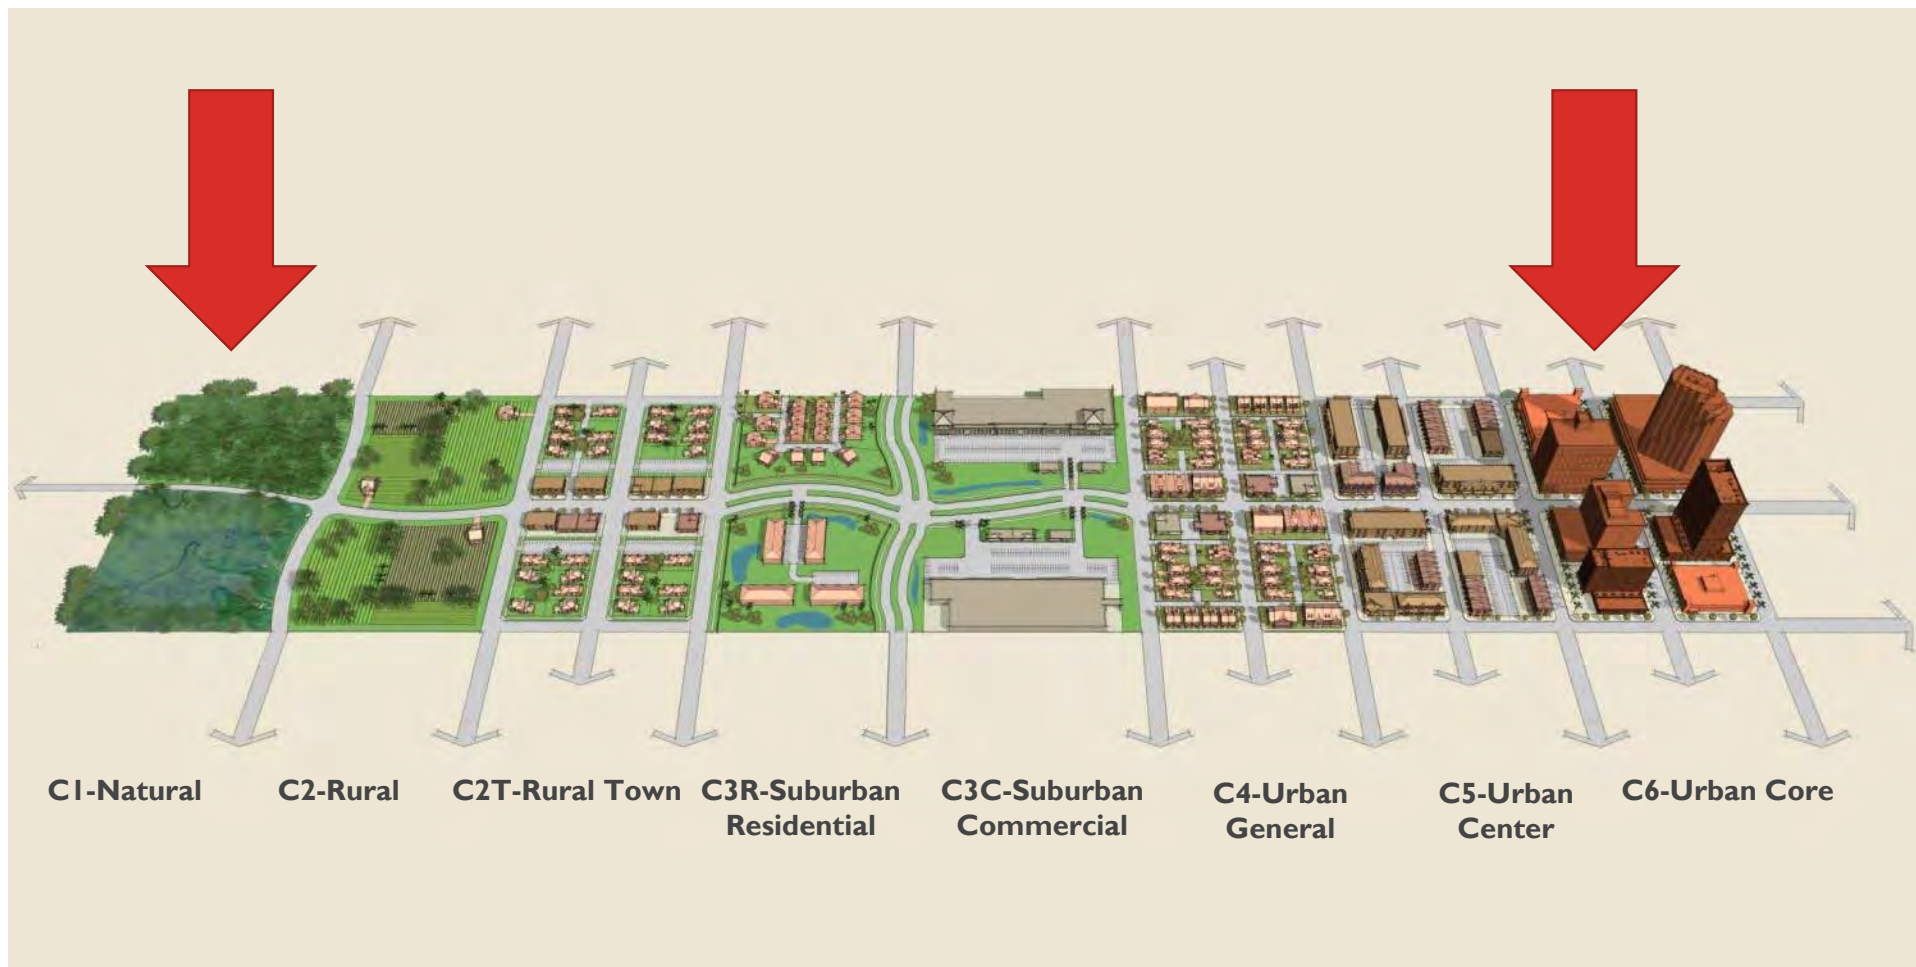 C1-Natural
C2-Rural
C2T-Rural Town
C3R-Suburban
Residential
C3C-Suburban
Commercial
C4-Urban
General
C5-Urban
Center
C6-Urban Core